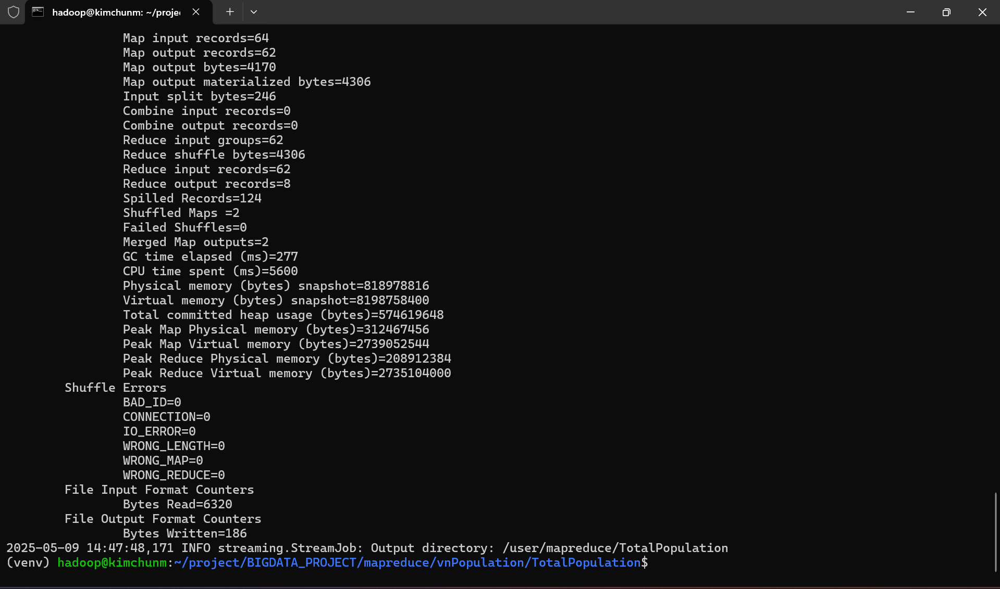 hadoop@kimchunm: ~/proje
Map input records=64
Map output records=62
Map output bytes=4170
Map output materialized bytes=4306
Input split bytes=246
Combine input records=0
Combine output records=0
Reduce input groups=62
Reduce shuffle bytes=4306
Reduce input records=62
Reduce output records=8
Spilled Records=124
Shuffled Maps =2
Failed Shuffles=0
Merged Map outputs=2
GC time elapsed (ms)=277
CPU time spent (ms)=5600
Physical memory (bytes) snapshot=818978816
Virtual memory (bytes) snapshot=8198758400
Total committed heap usage (bytes)=574619648
Peak Map Physical memory (bytes)=312467456
Peak Map Virtual memory (bytes)=2739052544
Peak Reduce Physical memory (bytes)=208912384
Peak Reduce Virtual memory (bytes)=2735104000
Shuffle Errors
BAD_ID=0
CONNECTION=0
IO_ERROR=0
WRONG_LENGTH=0
WRONG_MAP=0
WRONG_REDUCE=0
File Input Format Counters
Bytes Read=6320
File Output Format Counters
Bytes Written=186
2025-05-09 14:47:48,171 INFO streaming.StreamJob: Output directory: /user/mapreduce/TotalPopulation
(venv) hadoop@kimchunm:~/project/BIGDATA_PROJECT/mapreduce/vnPopulation/TotalPopulation$